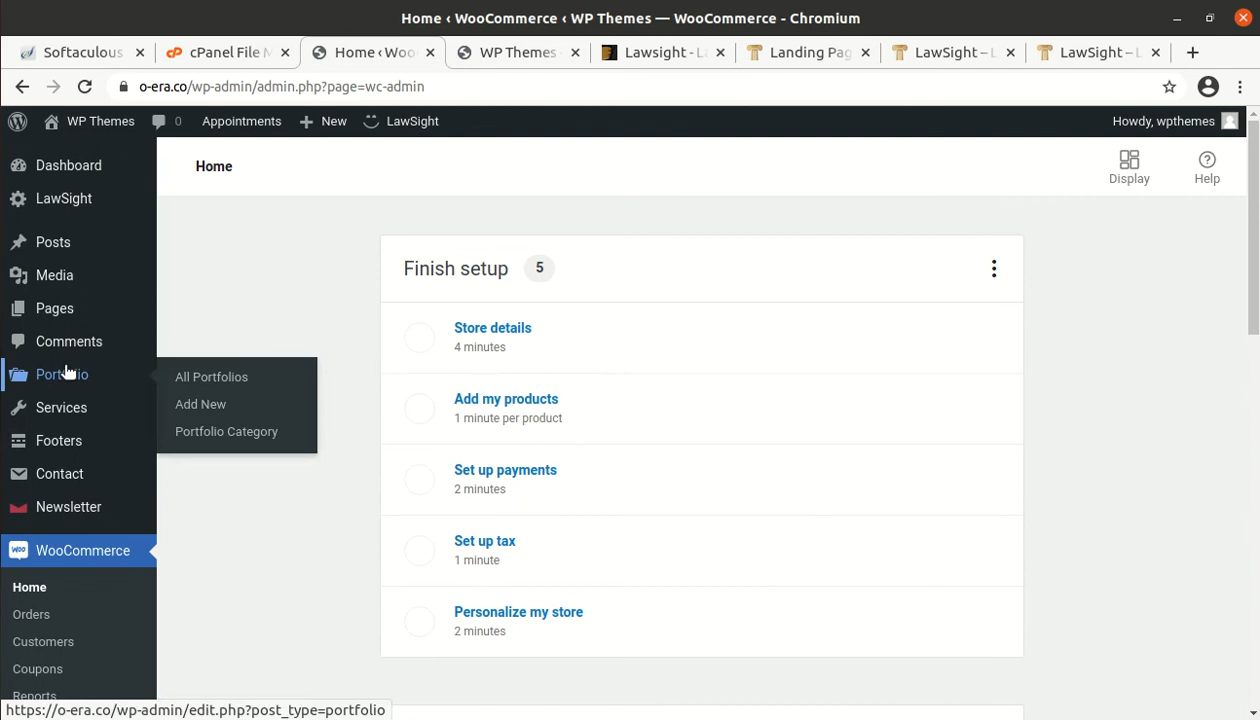 Home ‹ WooCommerce ‹ WP Themes — WooCommerce - Chromium
Softaculous
cPanel File M
Home ‹ Woo
WP Themes
Lawsight - L
Landing Pag
LawSight – L
LawSight – L
o-era.co/wp-admin/admin.php?page=wc-admin
WP Themes
0
Appointments
New
LawSight
Howdy, wpthemes
Dashboard
LawSight
Posts
Media
Pages
Comments
Portfolio
Services
Footers
Contact
Newsletter
WooCommerce
Home
Orders
Customers
Coupons
Reports
All Portfolios
Add New
Portfolio Category
Home
Display
Help
Finish setup 5
Store details
4 minutes
Add my products
1 minute per product
Set up payments
2 minutes
Set up tax
1 minute
Personalize my store
2 minutes
https://o-era.co/wp-admin/edit.php?post_type=portfolio